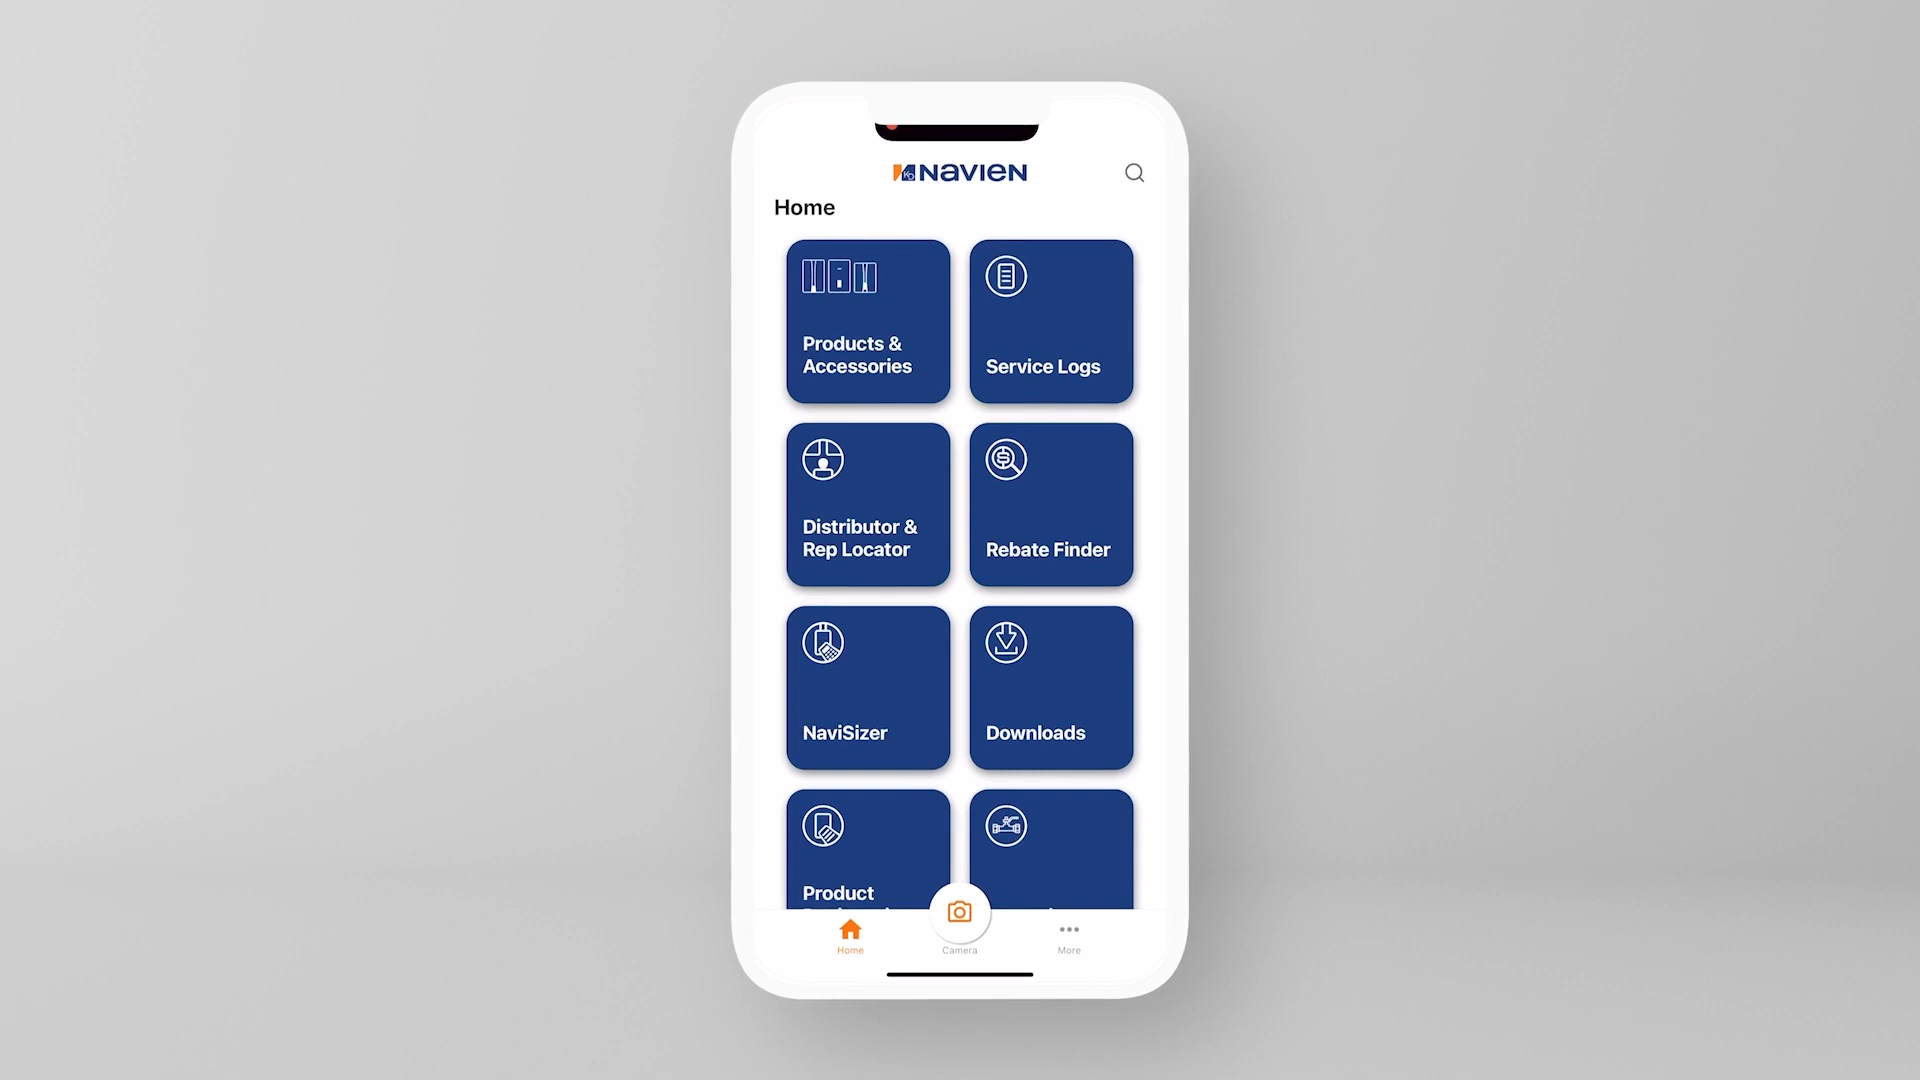 NAVIEN
Home
Products &
Accessories
Service Logs
Distributor &
Rep Locator
Rebate Finder
NaviSizer
Downloads
Product
Home
Camera
More